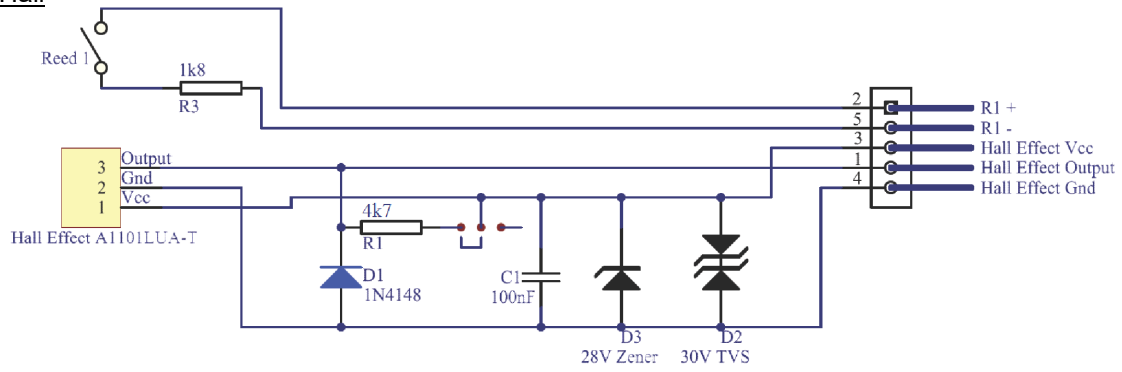 Hall
Reed 1
1k8
R3
2
5
3
1
4
R1 +
R1 -
Hall Effect Vcc
Hall Effect Output
Hall Effect Gnd
3 Output
2 Gnd
1 Vcc
Hall Effect A1101LUA-T
4k7
R1
D1
1N4148
C1
100nF
D3
28V Zener
D2
30V TVS